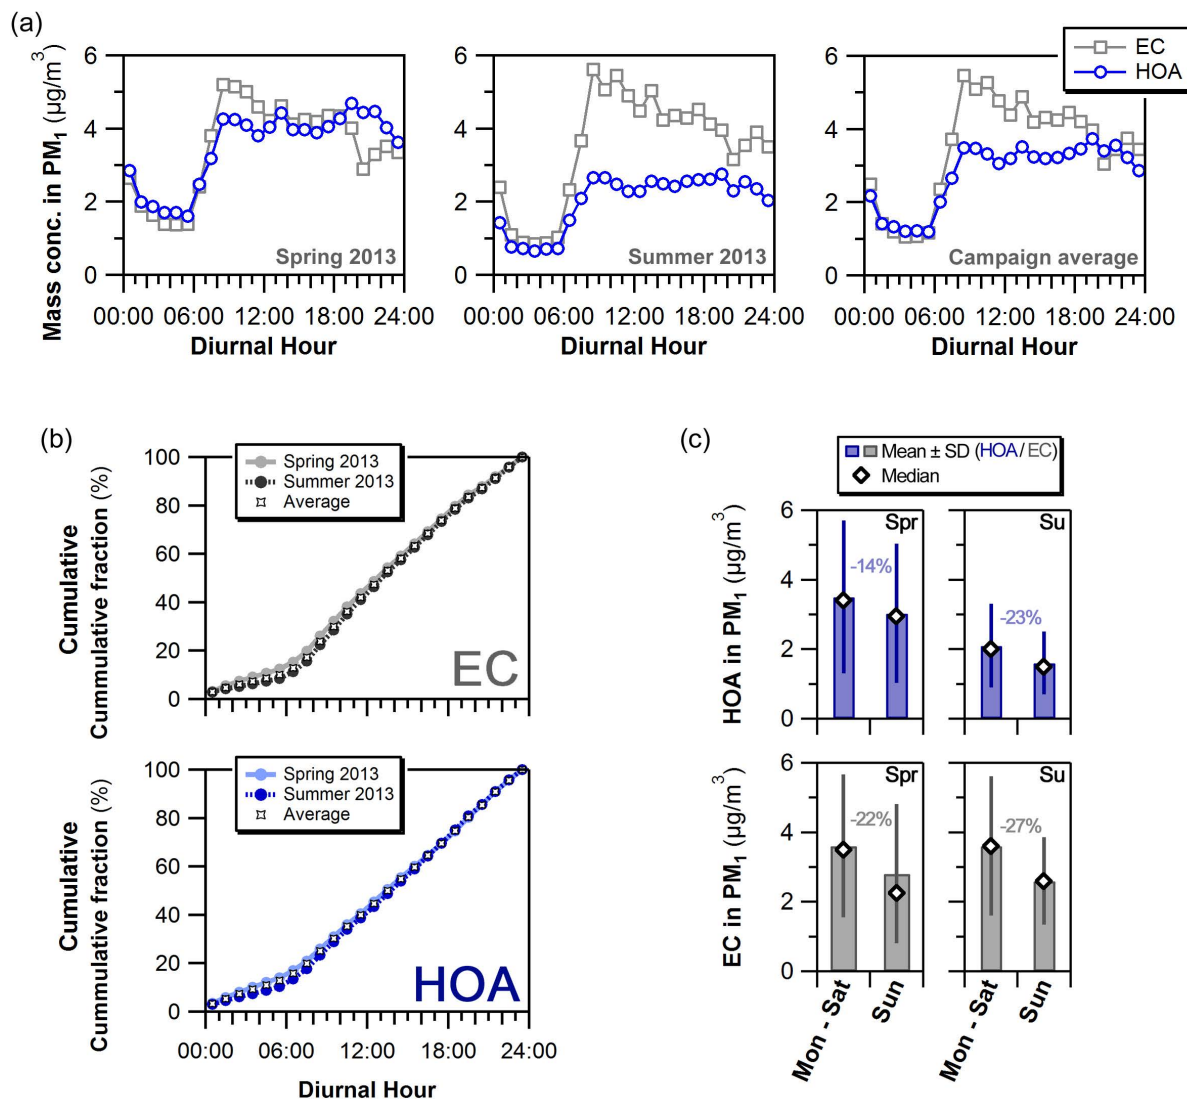 (a)
EC
HOA
Mass conc. in PM1 (µg/m3)
6
4
2
0
Spring 2013
00:00 06:00 12:00 18:00 24:00
Diurnal Hour
6
4
2
0
Summer 2013
00:00 06:00 12:00 18:00 24:00
Diurnal Hour
6
4
2
0
Campaign average
00:00 06:00 12:00 18:00 24:00
Diurnal Hour
(b)
Cumulative
Cummulative fraction (%)
100
80
60
40
20
0
Spring 2013
Summer 2013
Average
EC
Cumulative
Cummulative fraction (%)
100
80
60
40
20
0
Spring 2013
Summer 2013
Average
HOA
00:00 06:00 12:00 18:00 24:00
Diurnal Hour
(c)
Mean ± SD (HOA/EC)
Median
HOA in PM1 (µg/m3)
6
4
2
0
Spr
-14%
Su
-23%
EC in PM1 (µg/m3)
6
4
2
0
Spr
-22%
Su
-27%
Mon - Sat
Sun
Mon - Sat
Sun